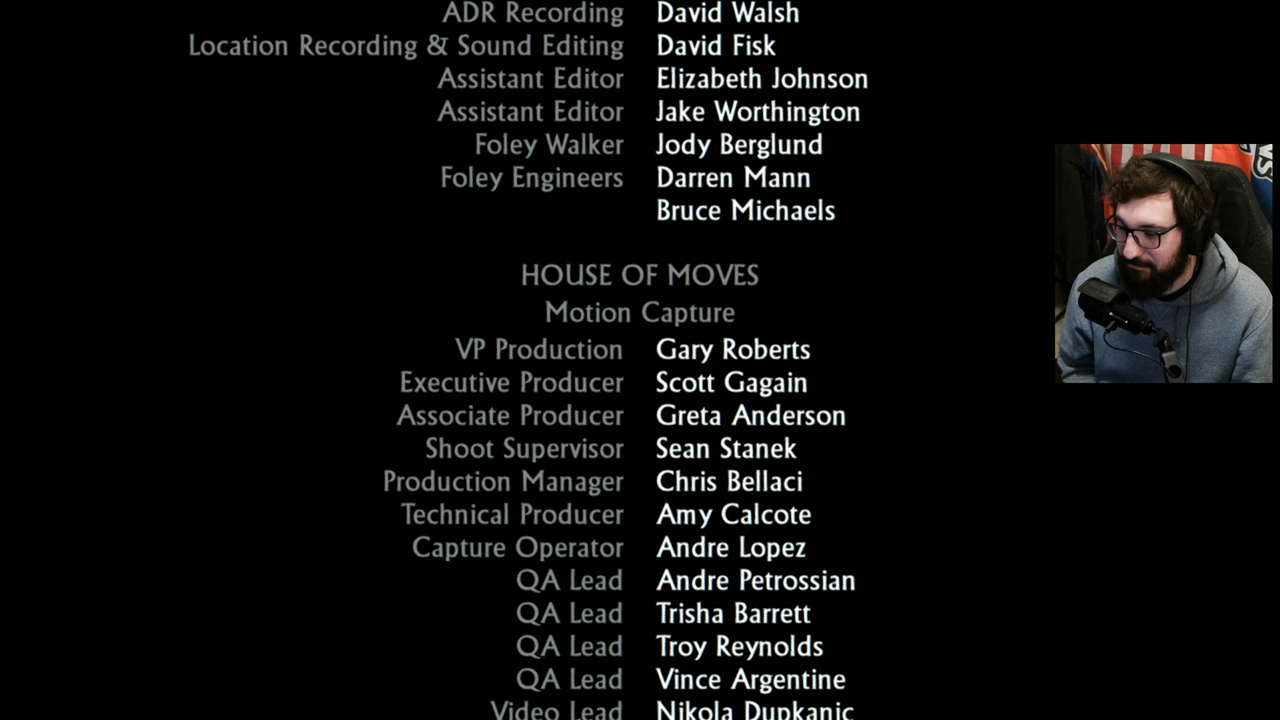 ADR Recording David Walsh
Location Recording & Sound Editing David Fisk
Assistant Editor Elizabeth Johnson
Assistant Editor Jake Worthington
Foley Walker Jody Berglund
Foley Engineers Darren Mann
Bruce Michaels
HOUSE OF MOVES
Motion Capture
VP Production Gary Roberts
Executive Producer Scott Gagain
Associate Producer Greta Anderson
Shoot Supervisor Sean Stanek
Production Manager Chris Bellaci
Technical Producer Amy Calcote
Capture Operator Andre Lopez
QA Lead Andre Petrossian
QA Lead Trisha Barrett
QA Lead Troy Reynolds
QA Lead Vince Argentine
Video Lead Nikola Dupkanic